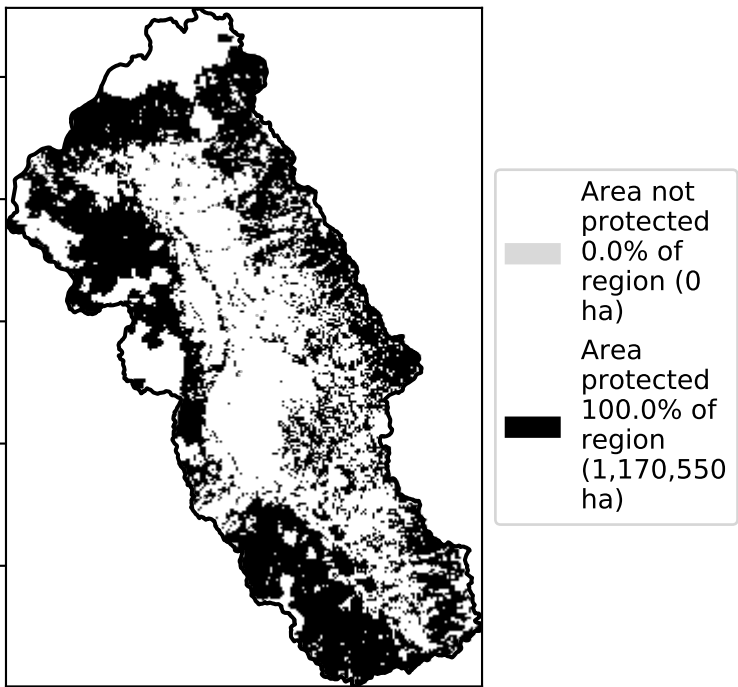 Area not
protected
0.0% of
region (0
ha)
Area
protected
100.0% of
region
(1,170,550
ha)